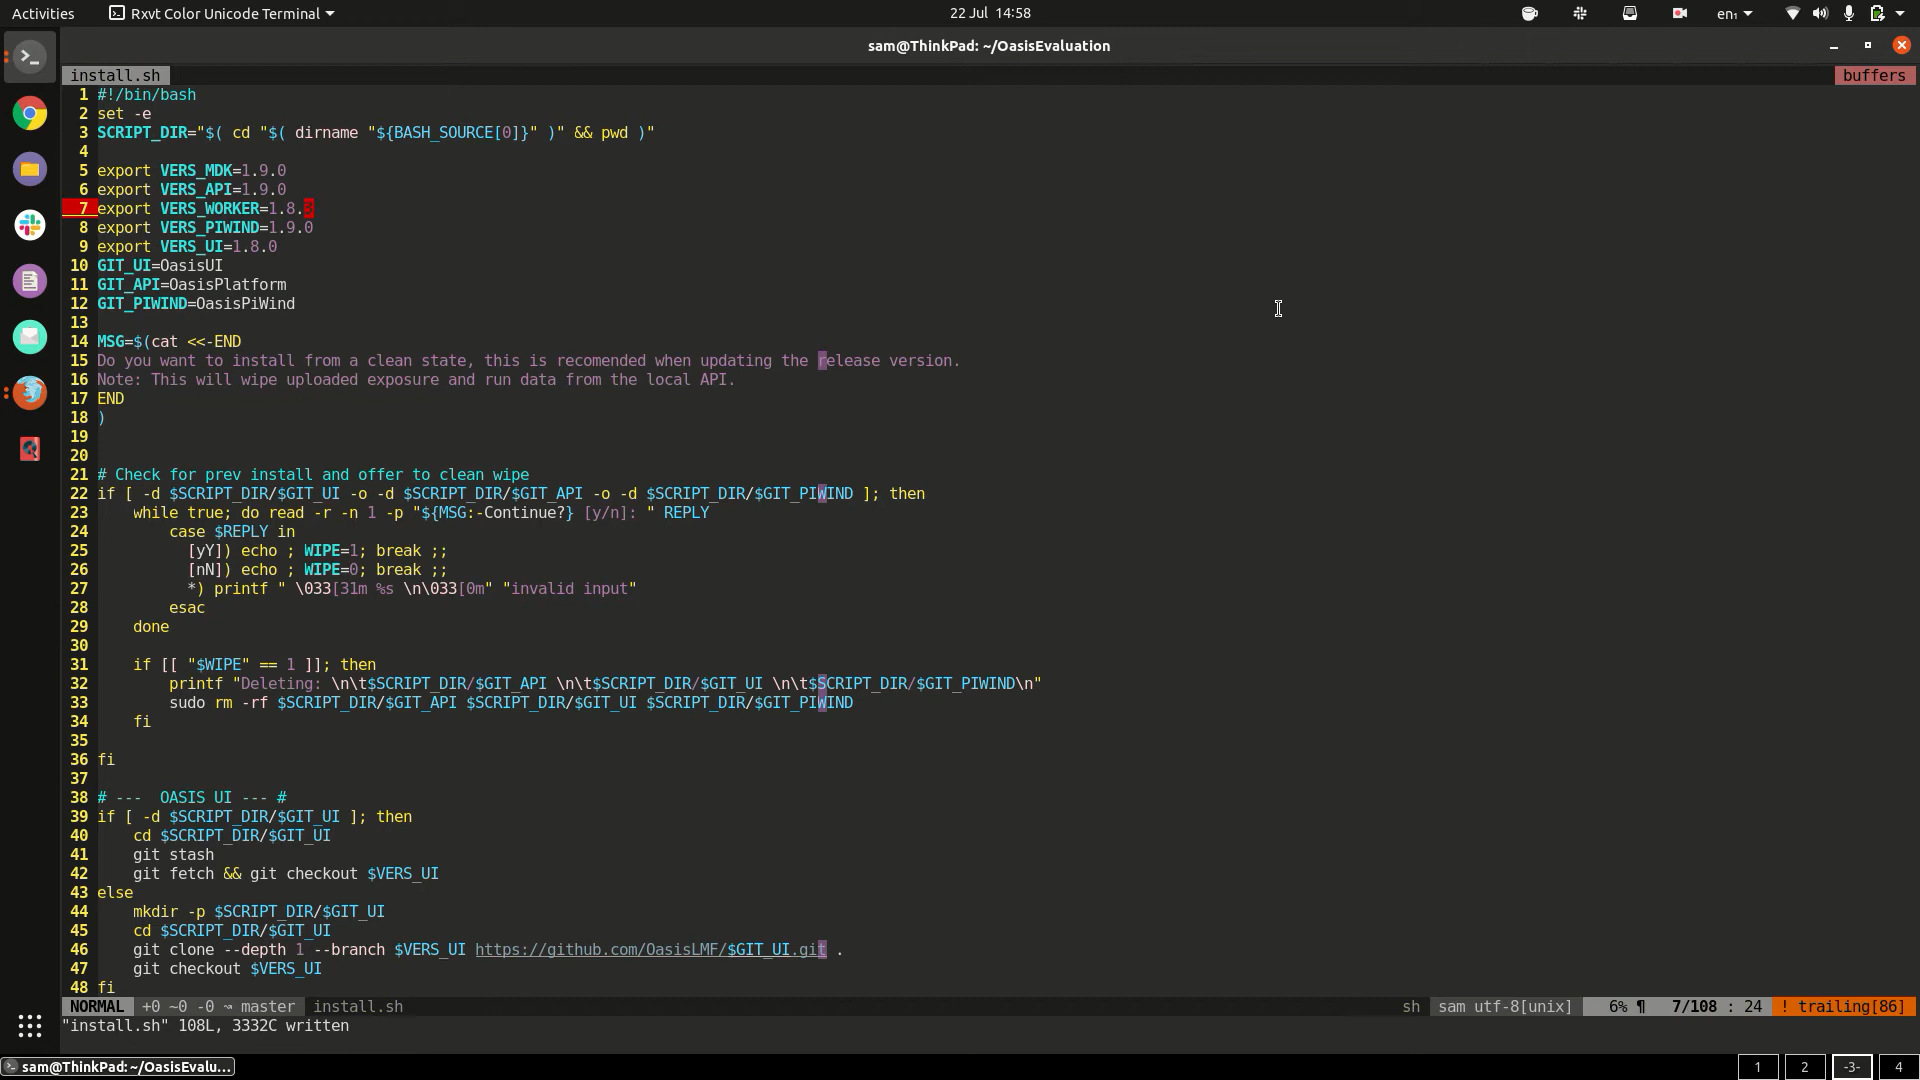 Activities Rxvt Color Unicode Terminal 22 Jul 14:58 en₁
sam@ThinkPad: ~/OasisEvaluation
install.sh buffers
1 #!/bin/bash
2 set -e
3 SCRIPT_DIR="$( cd "$( dirname "${BASH_SOURCE[0]}" )" && pwd )"
4
5 export VERS_MDK=1.9.0
6 export VERS_API=1.9.0
7 export VERS_WORKER=1.8.3
8 export VERS_PIWIND=1.9.0
9 export VERS_UI=1.8.0
10 GIT_UI=OasisUI
11 GIT_API=OasisPlatform
12 GIT_PIWIND=OasisPiWind
13
14 MSG=$(cat <<-END
15 Do you want to install from a clean state, this is recomended when updating the release version.
16 Note: This will wipe uploaded exposure and run data from the local API.
17 END
18 )
19
20
21 # Check for prev install and offer to clean wipe
22 if [ -d $SCRIPT_DIR/$GIT_UI -o -d $SCRIPT_DIR/$GIT_API -o -d $SCRIPT_DIR/$GIT_PIWIND ]; then
23     while true; do read -r -n 1 -p "${MSG:-Continue?} [y/n]: " REPLY
24         case $REPLY in
25           [yY]) echo ; WIPE=1; break ;;
26           [nN]) echo ; WIPE=0; break ;;
27           *) printf " \033[31m %s \n\033[0m" "invalid input"
28         esac
29     done
30
31     if [[ "$WIPE" == 1 ]]; then
32         printf "Deleting: \n\t$SCRIPT_DIR/$GIT_API \n\t$SCRIPT_DIR/$GIT_UI \n\t$SCRIPT_DIR/$GIT_PIWIND\n"
33         sudo rm -rf $SCRIPT_DIR/$GIT_API $SCRIPT_DIR/$GIT_UI $SCRIPT_DIR/$GIT_PIWIND
34     fi
35
36 fi
37
38 # ---  OASIS UI --- #
39 if [ -d $SCRIPT_DIR/$GIT_UI ]; then
40     cd $SCRIPT_DIR/$GIT_UI
41     git stash
42     git fetch && git checkout $VERS_UI
43 else
44     mkdir -p $SCRIPT_DIR/$GIT_UI
45     cd $SCRIPT_DIR/$GIT_UI
46     git clone --depth 1 --branch $VERS_UI https://github.com/OasisLMF/$GIT_UI.git .
47     git checkout $VERS_UI
48 fi
NORMAL +0 ~0 -0 ↝ master install.sh sh sam utf-8[unix] 6% ¶ 7/108 : 24 ! trailing[86]
"install.sh" 108L, 3332C written
sam@ThinkPad: ~/OasisEvalu... 1 2 -3- 4